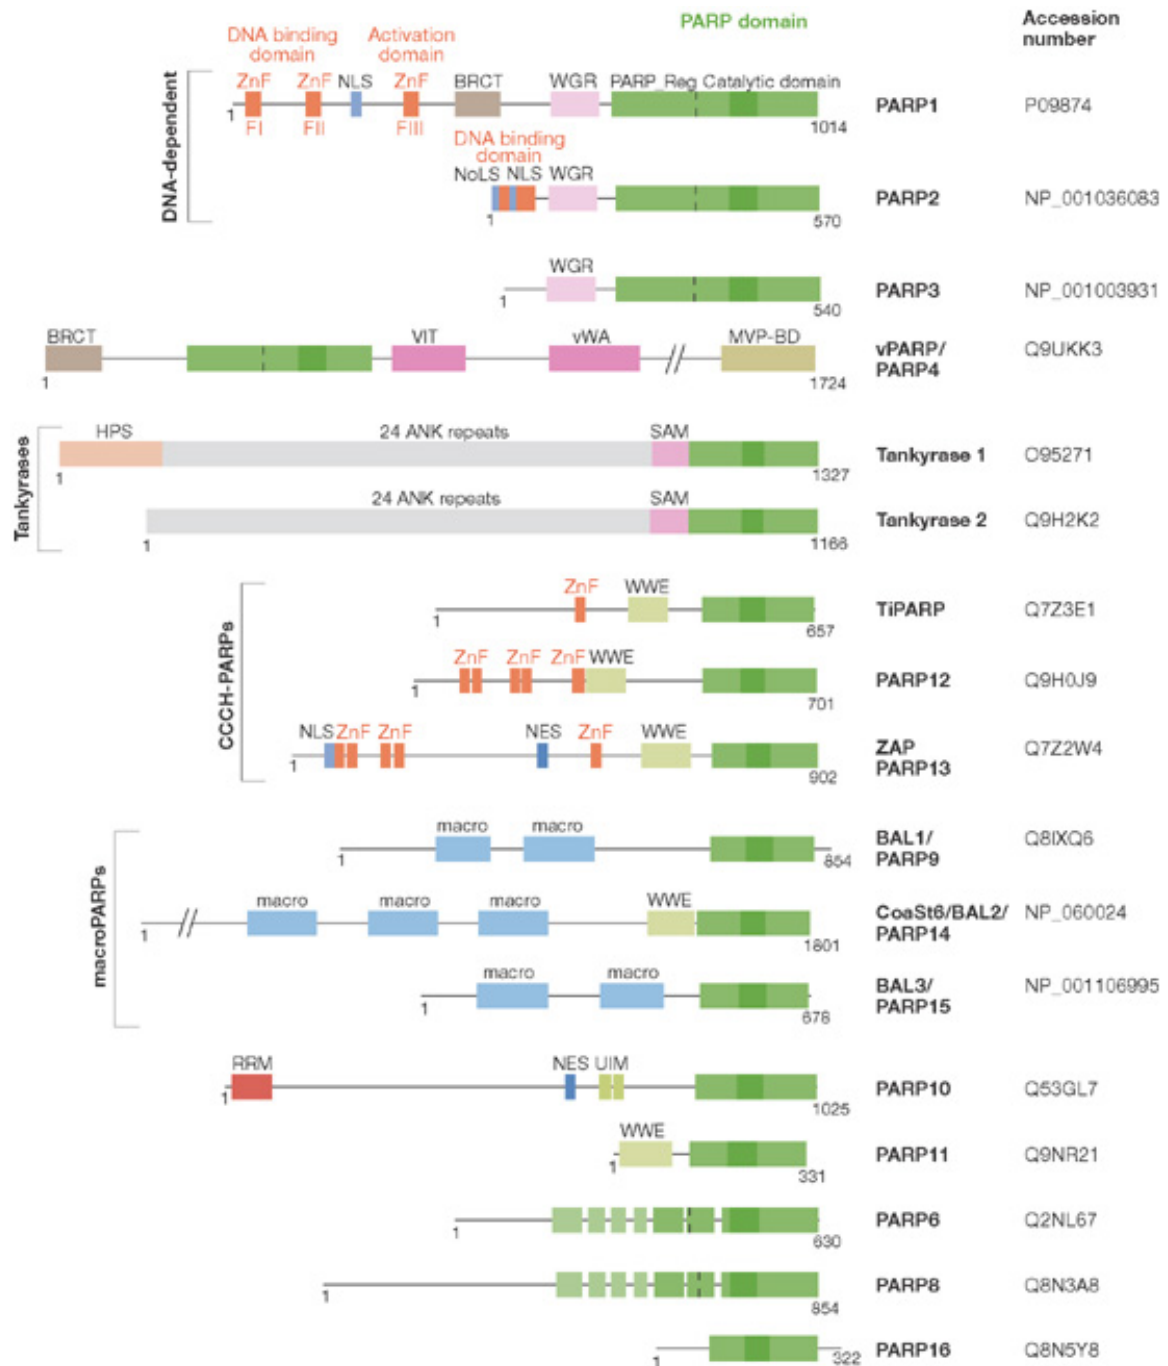 PARP domain
Accession
number
DNA-dependent
DNA binding
domain
Activation
domain
ZnF ZnF NLS ZnF BRCT WGR PARP_Reg Catalytic domain
PARP1 P09874
1 FI FII FIII 1014
DNA binding
domain
NoLS NLS WGR
PARP2 NP_001036083
1 570
WGR
PARP3 NP_001003931
1 540
BRCT VIT vWA MVP-BD
vPARP/
PARP4
Q9UKK3
1 // 1724
Tankyrases
HPS 24 ANK repeats SAM
Tankyrase 1 O95271
1 1327
24 ANK repeats SAM
Tankyrase 2 Q9H2K2
1 1166
CCCH-PARPs
ZnF WWE
TiPARP Q7Z3E1
1 657
ZnF ZnF ZnF WWE
PARP12 Q9H0J9
1 701
NLS ZnF ZnF NES ZnF WWE
ZAP
PARP13
Q7Z2W4
1 902
macroPARPs
macro macro
BAL1/
PARP9
Q8IXQ6
1 854
macro macro macro WWE
CoaSt6/BAL2/
PARP14
NP_060024
1 // 1801
macro macro
BAL3/
PARP15
NP_001106995
1 678
RRM NES UIM
PARP10 Q53GL7
1 1025
WWE
PARP11 Q9NR21
1 331
PARP6 Q2NL67
1 630
PARP8 Q8N3A8
1 854
PARP16 Q8N5Y8
1 322